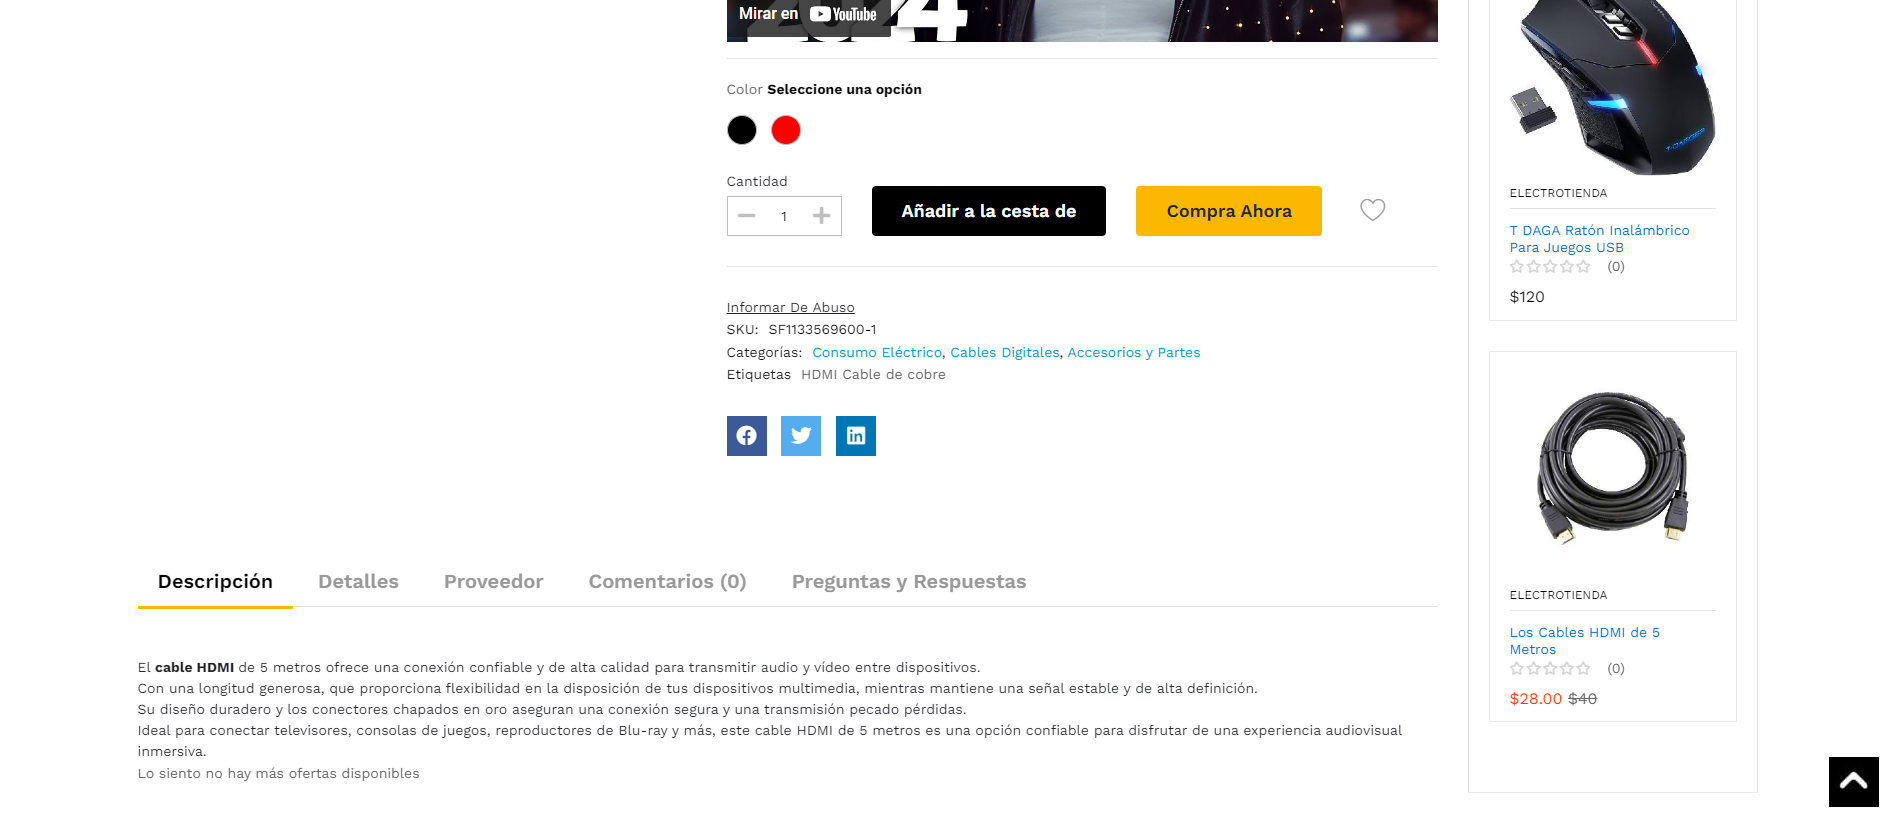 Mirar en YouTube
2024
Color Seleccione una opción
Cantidad
1
Añadir a la cesta de
Compra Ahora
Informar De Abuso
SKU: SF1133569600-1
Categorías: Consumo Eléctrico, Cables Digitales, Accesorios y Partes
Etiquetas HDMI Cable de cobre
Descripción
Detalles
Proveedor
Comentarios (0)
Preguntas y Respuestas
El cable HDMI de 5 metros ofrece una conexión confiable y de alta calidad para transmitir audio y vídeo entre dispositivos.
Con una longitud generosa, que proporciona flexibilidad en la disposición de tus dispositivos multimedia, mientras mantiene una señal estable y de alta definición.
Su diseño duradero y los conectores chapados en oro aseguran una conexión segura y una transmisión pecado pérdidas.
Ideal para conectar televisores, consolas de juegos, reproductores de Blu-ray y más, este cable HDMI de 5 metros es una opción confiable para disfrutar de una experiencia audiovisual
inmersiva.
Lo siento no hay más ofertas disponibles
T-DAGGER
ELECTROTIENDA
T DAGA Ratón Inalámbrico
Para Juegos USB
(0)
$120
ELECTROTIENDA
Los Cables HDMI de 5
Metros
(0)
$28.00 $40